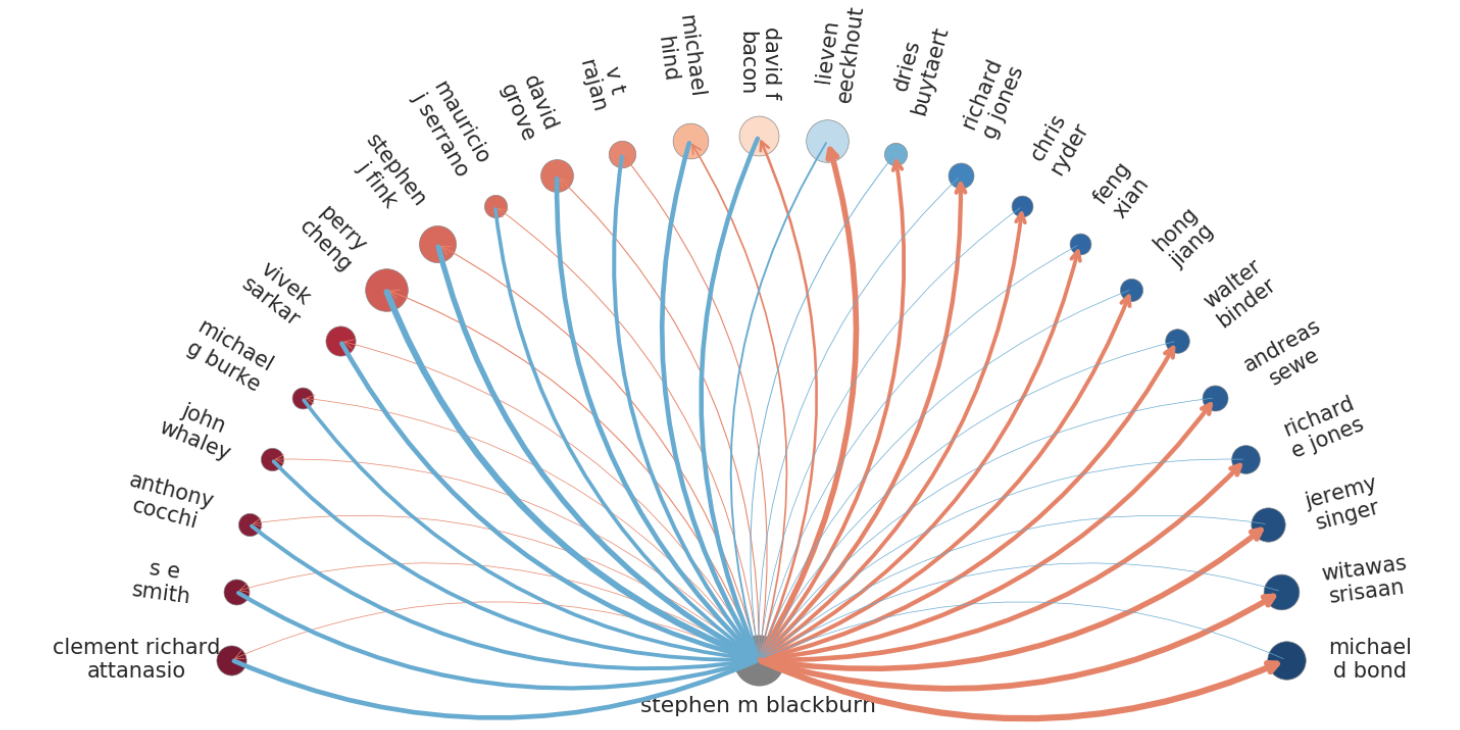 clement richard
attanasio
s e
smith
anthony
cocchi
john
whaley
michael
g burke
vivek
sarkar
perry
cheng
stephen
j fink
mauricio
j serrano
david
grove
v t
rajan
michael
hind
david f
bacon
lieven
eeckhout
dries
buytaert
richard
g jones
chris
ryder
feng
xian
hong
jiang
walter
binder
andreas
sewe
richard
e jones
jeremy
singer
witawas
srisaan
michael
d bond
stephen m blackburn